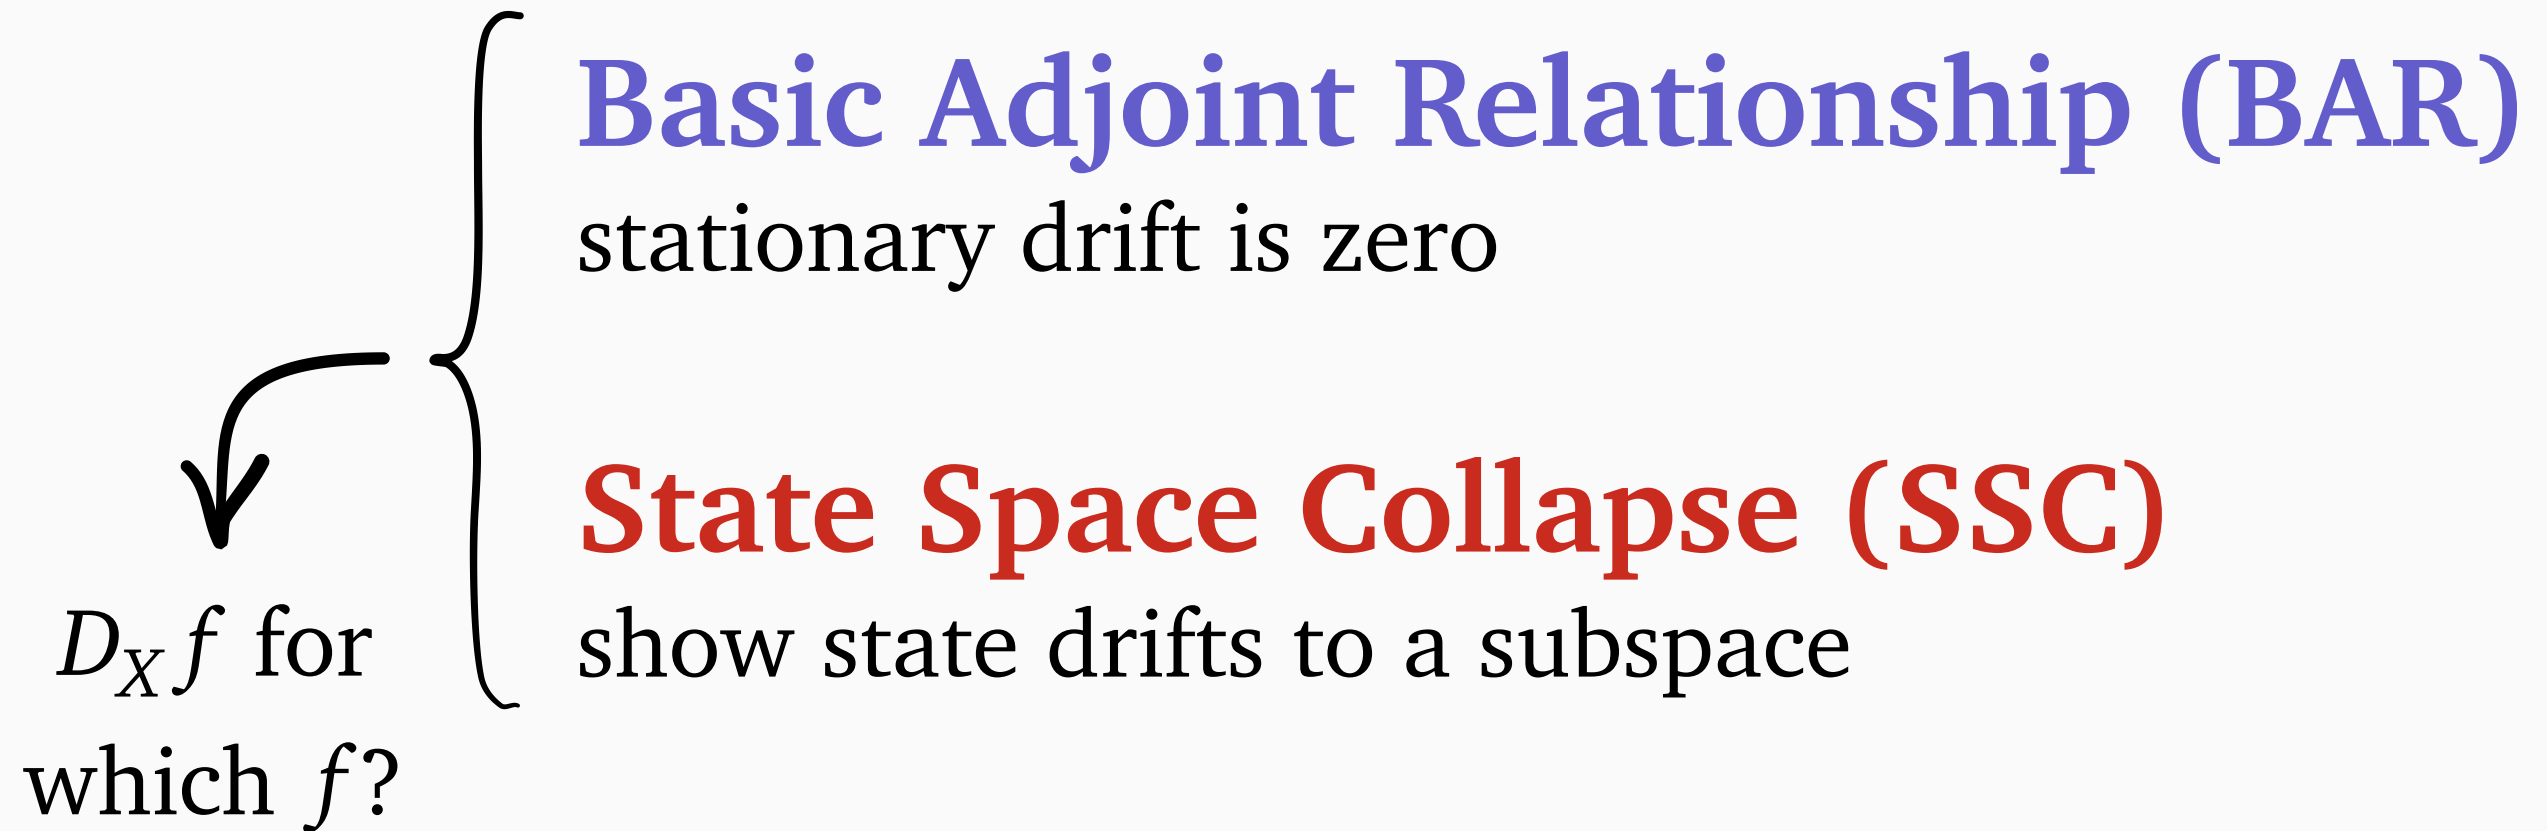 Basic Adjoint Relationship (BAR)
stationary drift is zero
State Space Collapse (SSC)
show state drifts to a subspace
D_X f for
which f?